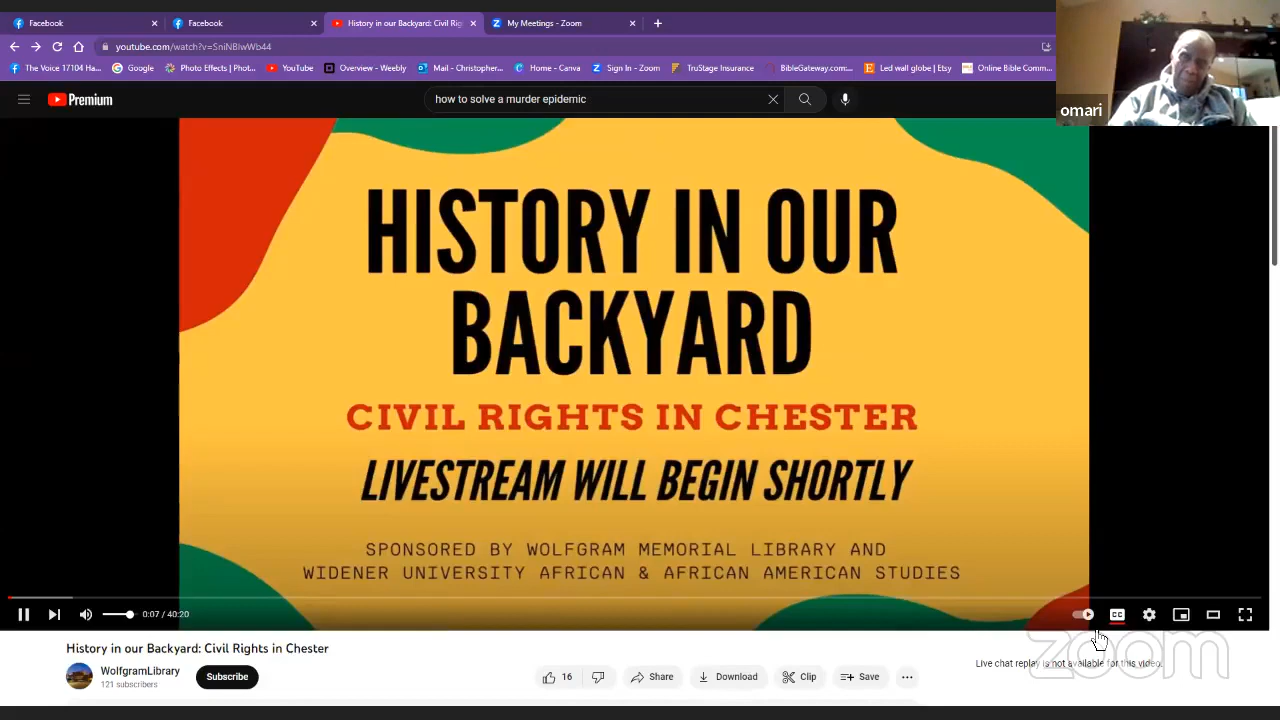 Facebook
Facebook
History in our Backyard: Civil Rig
My Meetings - Zoom
youtube.com/watch?v=SniNBiwWb44
The Voice 17104 Ha...
Google
Photo Effects | Phot...
YouTube
Overview - Weebly
Mail - Christopher...
Home - Canva
Sign In - Zoom
TruStage Insurance
BibleGateway.com:...
Led wall globe | Etsy
Online Bible Comm...
Premium
how to solve a murder epidemic
omari
HISTORY IN OUR
BACKYARD
CIVIL RIGHTS IN CHESTER
LIVESTREAM WILL BEGIN SHORTLY
SPONSORED BY WOLFGRAM MEMORIAL LIBRARY AND
WIDENER UNIVERSITY AFRICAN & AFRICAN AMERICAN STUDIES
0:07 / 40:20
CC
History in our Backyard: Civil Rights in Chester
WolfgramLibrary
121 subscribers
Subscribe
16
Share
Download
Clip
Save
Live chat replay is not available for this video.
zoom